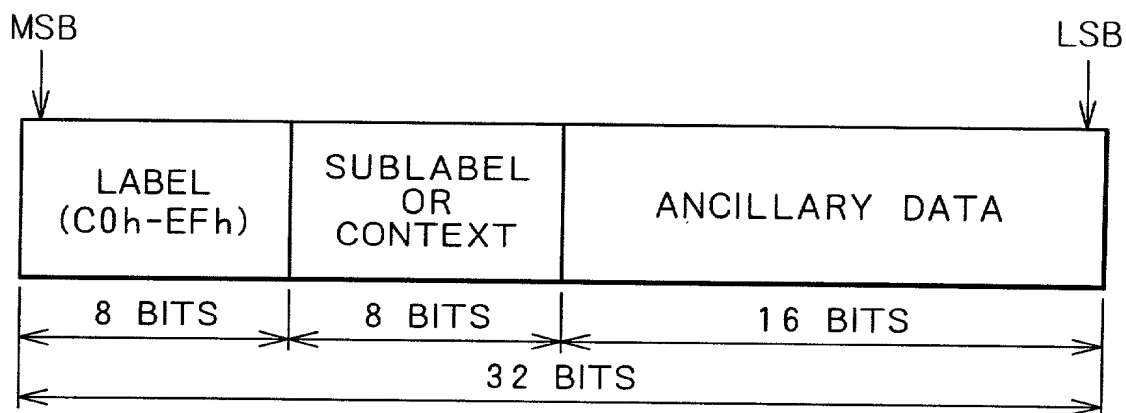 MSB
LSB
LABEL
(C0h-EFh)
SUBLABEL
OR
CONTEXT
ANCILLARY DATA
8 BITS
8 BITS
16 BITS
32 BITS